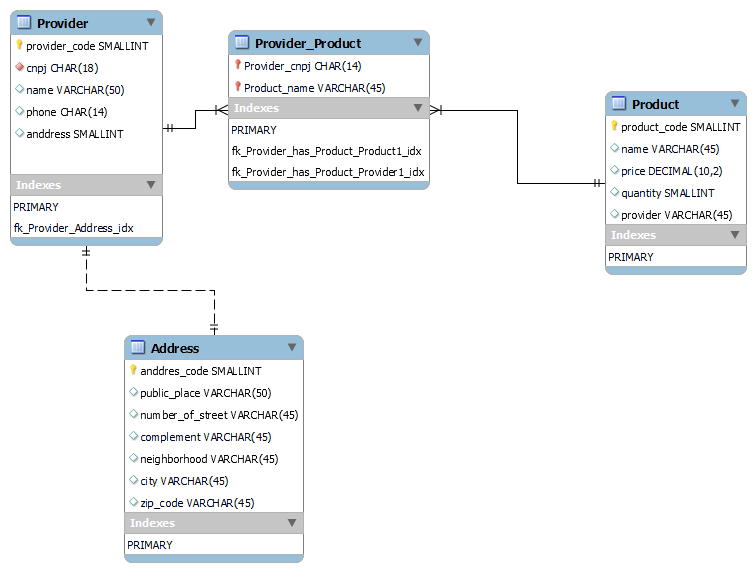 Provider
provider_code SMALLINT
cnpj CHAR(18)
name VARCHAR(50)
phone CHAR(14)
anddress SMALLINT
Indexes
PRIMARY
fk_Provider_Address_idx
Provider_Product
Provider_cnpj CHAR(14)
Product_name VARCHAR(45)
Indexes
PRIMARY
fk_Provider_has_Product_Product1_idx
fk_Provider_has_Product_Provider1_idx
Product
product_code SMALLINT
name VARCHAR(45)
price DECIMAL(10,2)
quantity SMALLINT
provider VARCHAR(45)
Indexes
PRIMARY
Address
anddres_code SMALLINT
public_place VARCHAR(50)
number_of_street VARCHAR(45)
complement VARCHAR(45)
neighborhood VARCHAR(45)
city VARCHAR(45)
zip_code VARCHAR(45)
Indexes
PRIMARY